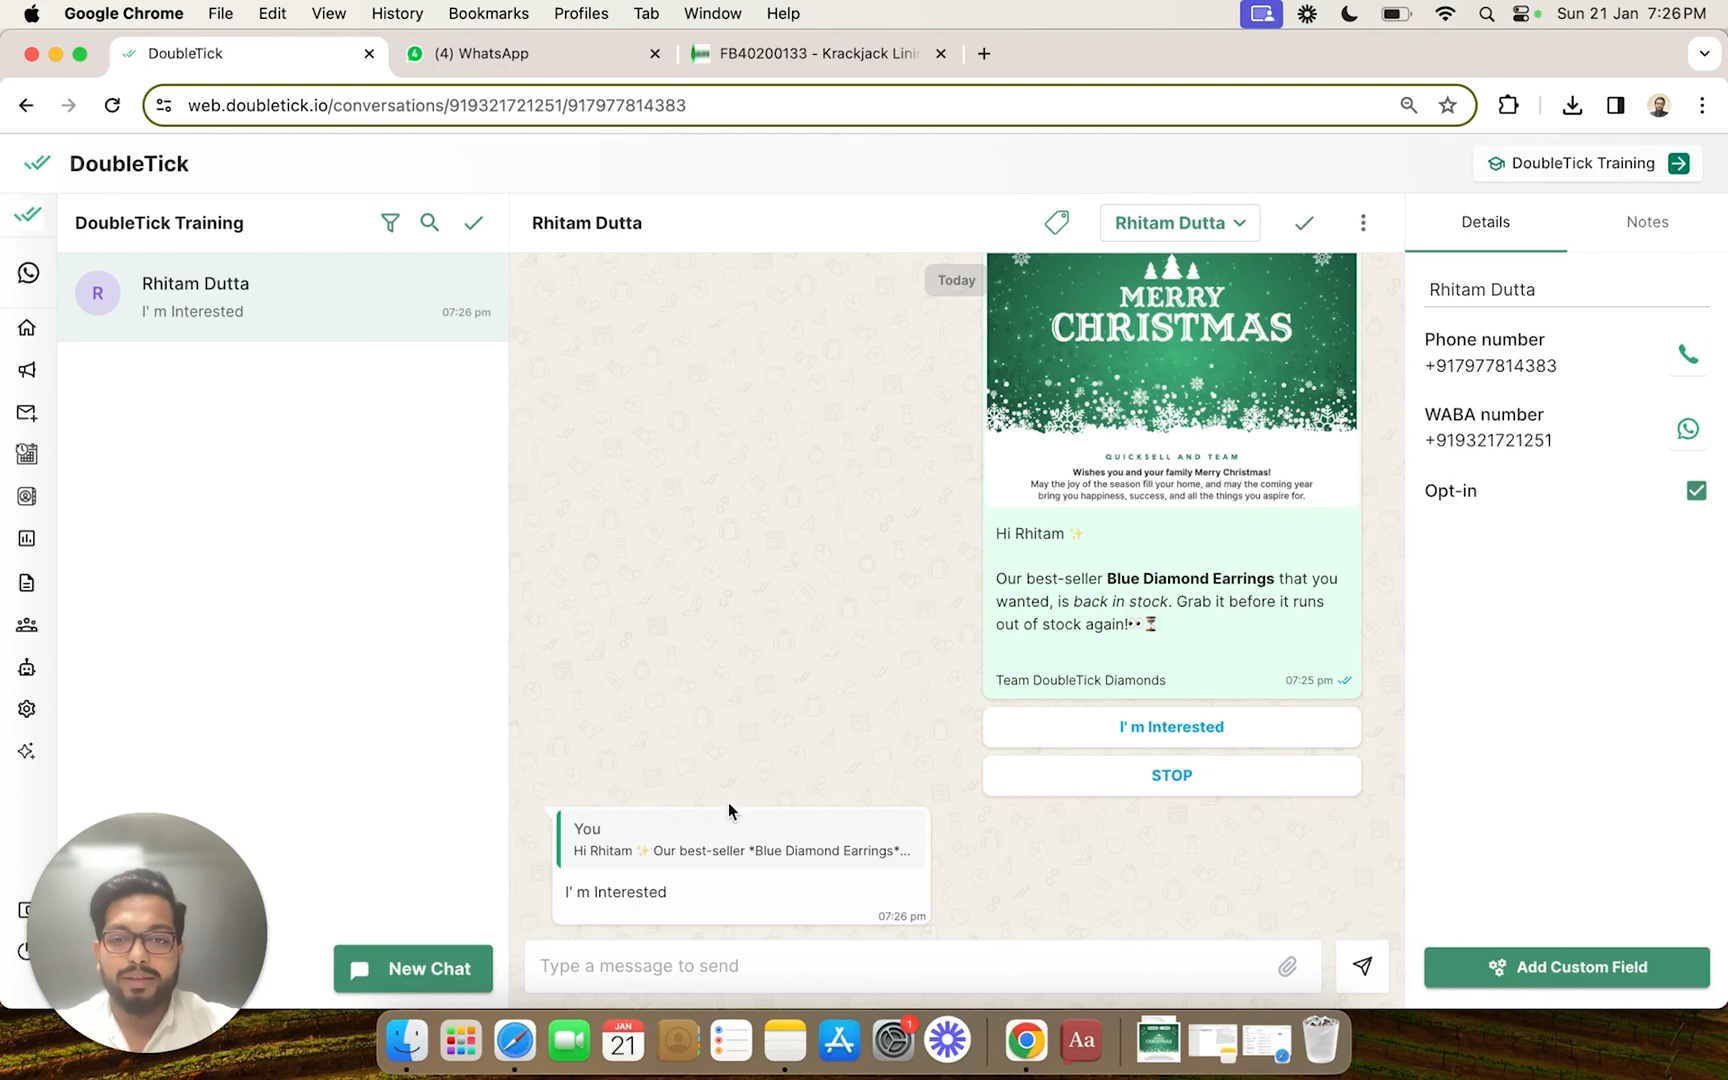 Google Chrome File Edit View History Bookmarks Profiles Tab Window Help Sun 21 Jan 7:26 PM
DoubleTick
(4) WhatsApp
FB40200133 - Krackjack Linin
web.doubletick.io/conversations/919321721251/917977814383
DoubleTick
DoubleTick Training
DoubleTick Training
Rhitam Dutta
I' m Interested
07:26 pm
New Chat
Rhitam Dutta
Rhitam Dutta
Today
MERRY
CHRISTMAS
QUICKSELL AND TEAM
Wishes you and your family Merry Christmas!
May the joy of the season fill your home, and may the coming year
bring you happiness, success, and all the things you aspire for.
Hi Rhitam ✨
Our best-seller Blue Diamond Earrings that you
wanted, is back in stock. Grab it before it runs
out of stock again!👀⏳
Team DoubleTick Diamonds
07:25 pm
I' m Interested
STOP
You
Hi Rhitam ✨ Our best-seller *Blue Diamond Earrings*...
I' m Interested
07:26 pm
Type a message to send
Details
Notes
Rhitam Dutta
Phone number
+917977814383
WABA number
+919321721251
Opt-in
Add Custom Field
JAN
21
1
Aa